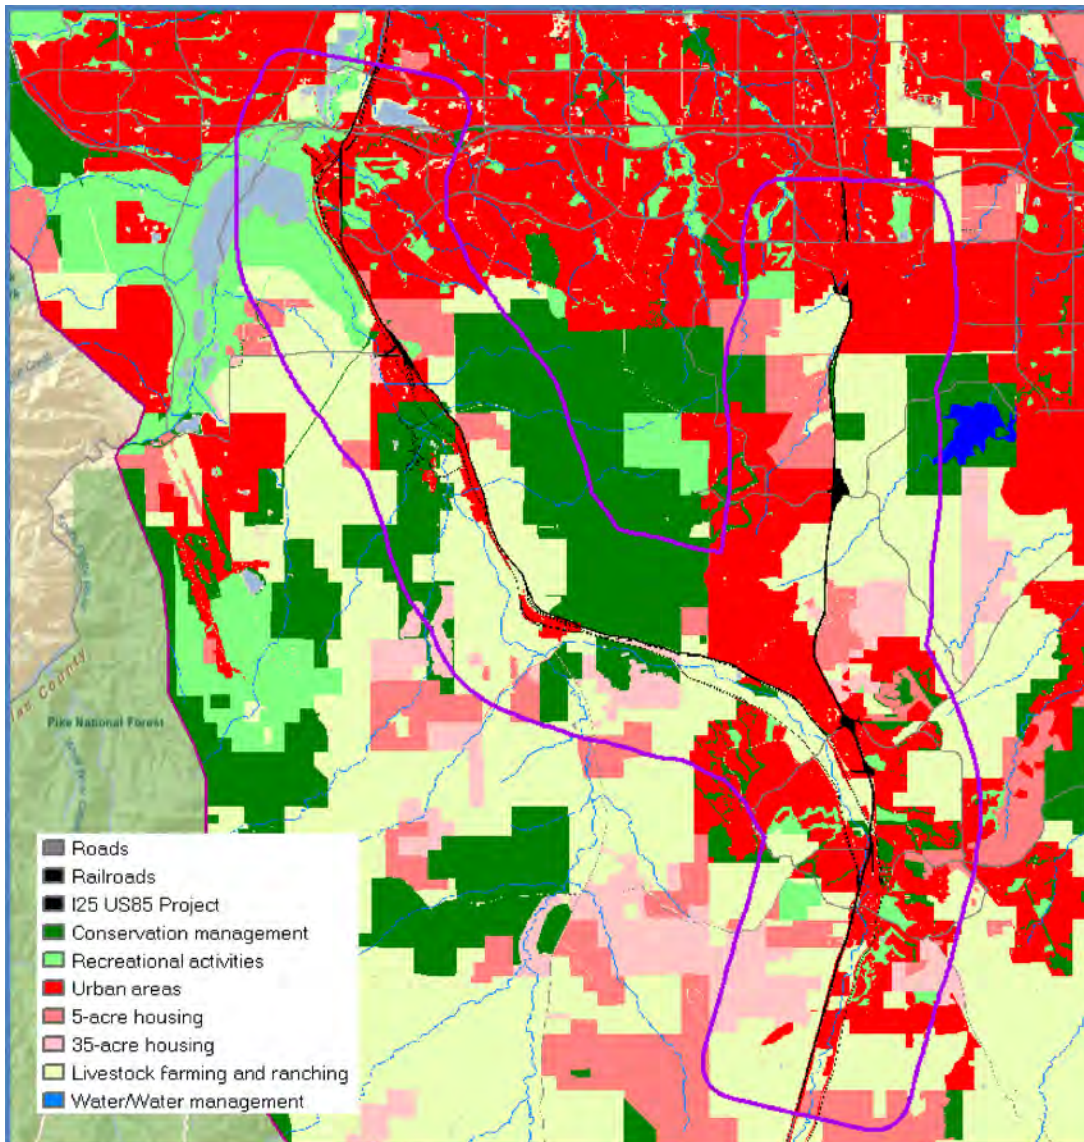 County
Pike National Forest
Roads
Railroads
I25 US85 Project
Conservation management
Recreational activities
Urban areas
5-acre housing
35-acre housing
Livestock farming and ranching
Water/Water management